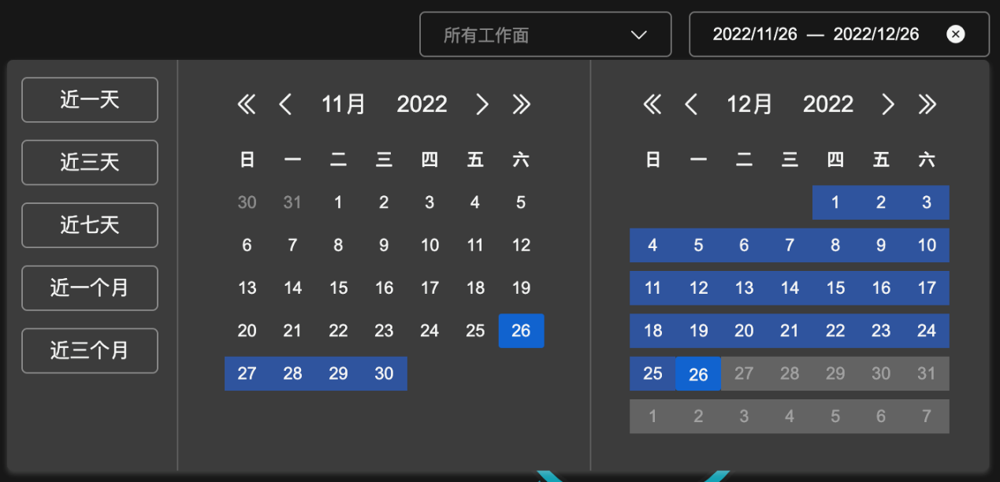 所有工作面
2022/11/26 — 2022/12/26
近一天
近三天
近七天
近一个月
近三个月
11月 2022
日 一 二 三 四 五 六
30 31 1 2 3 4 5
6 7 8 9 10 11 12
13 14 15 16 17 18 19
20 21 22 23 24 25 26
27 28 29 30
12月 2022
日 一 二 三 四 五 六
1 2 3
4 5 6 7 8 9 10
11 12 13 14 15 16 17
18 19 20 21 22 23 24
25 26 27 28 29 30 31
1 2 3 4 5 6 7